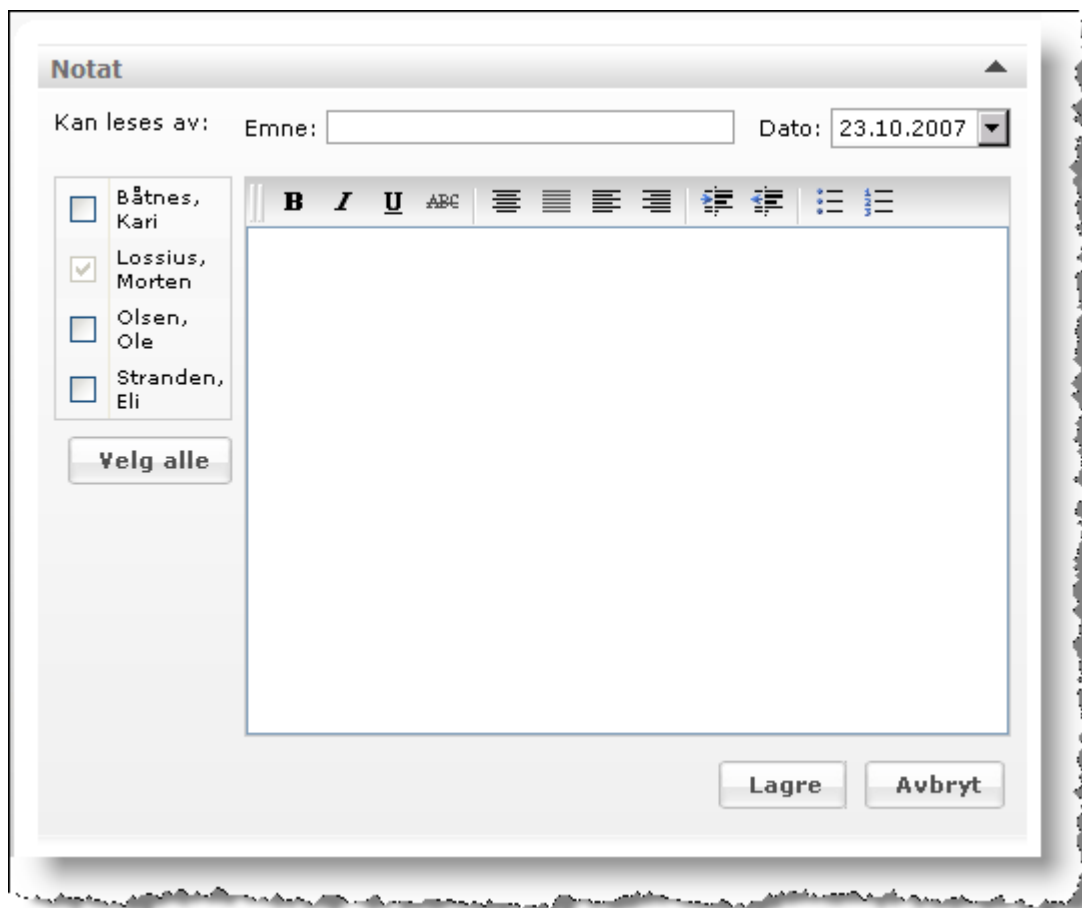 Notat
Kan leses av:
Emne:
Dato: 23.10.2007
B I U ABC
Båtnes,
Kari
Lossius,
Morten
Olsen,
Ole
Stranden,
Eli
Velg alle
Lagre
Avbryt